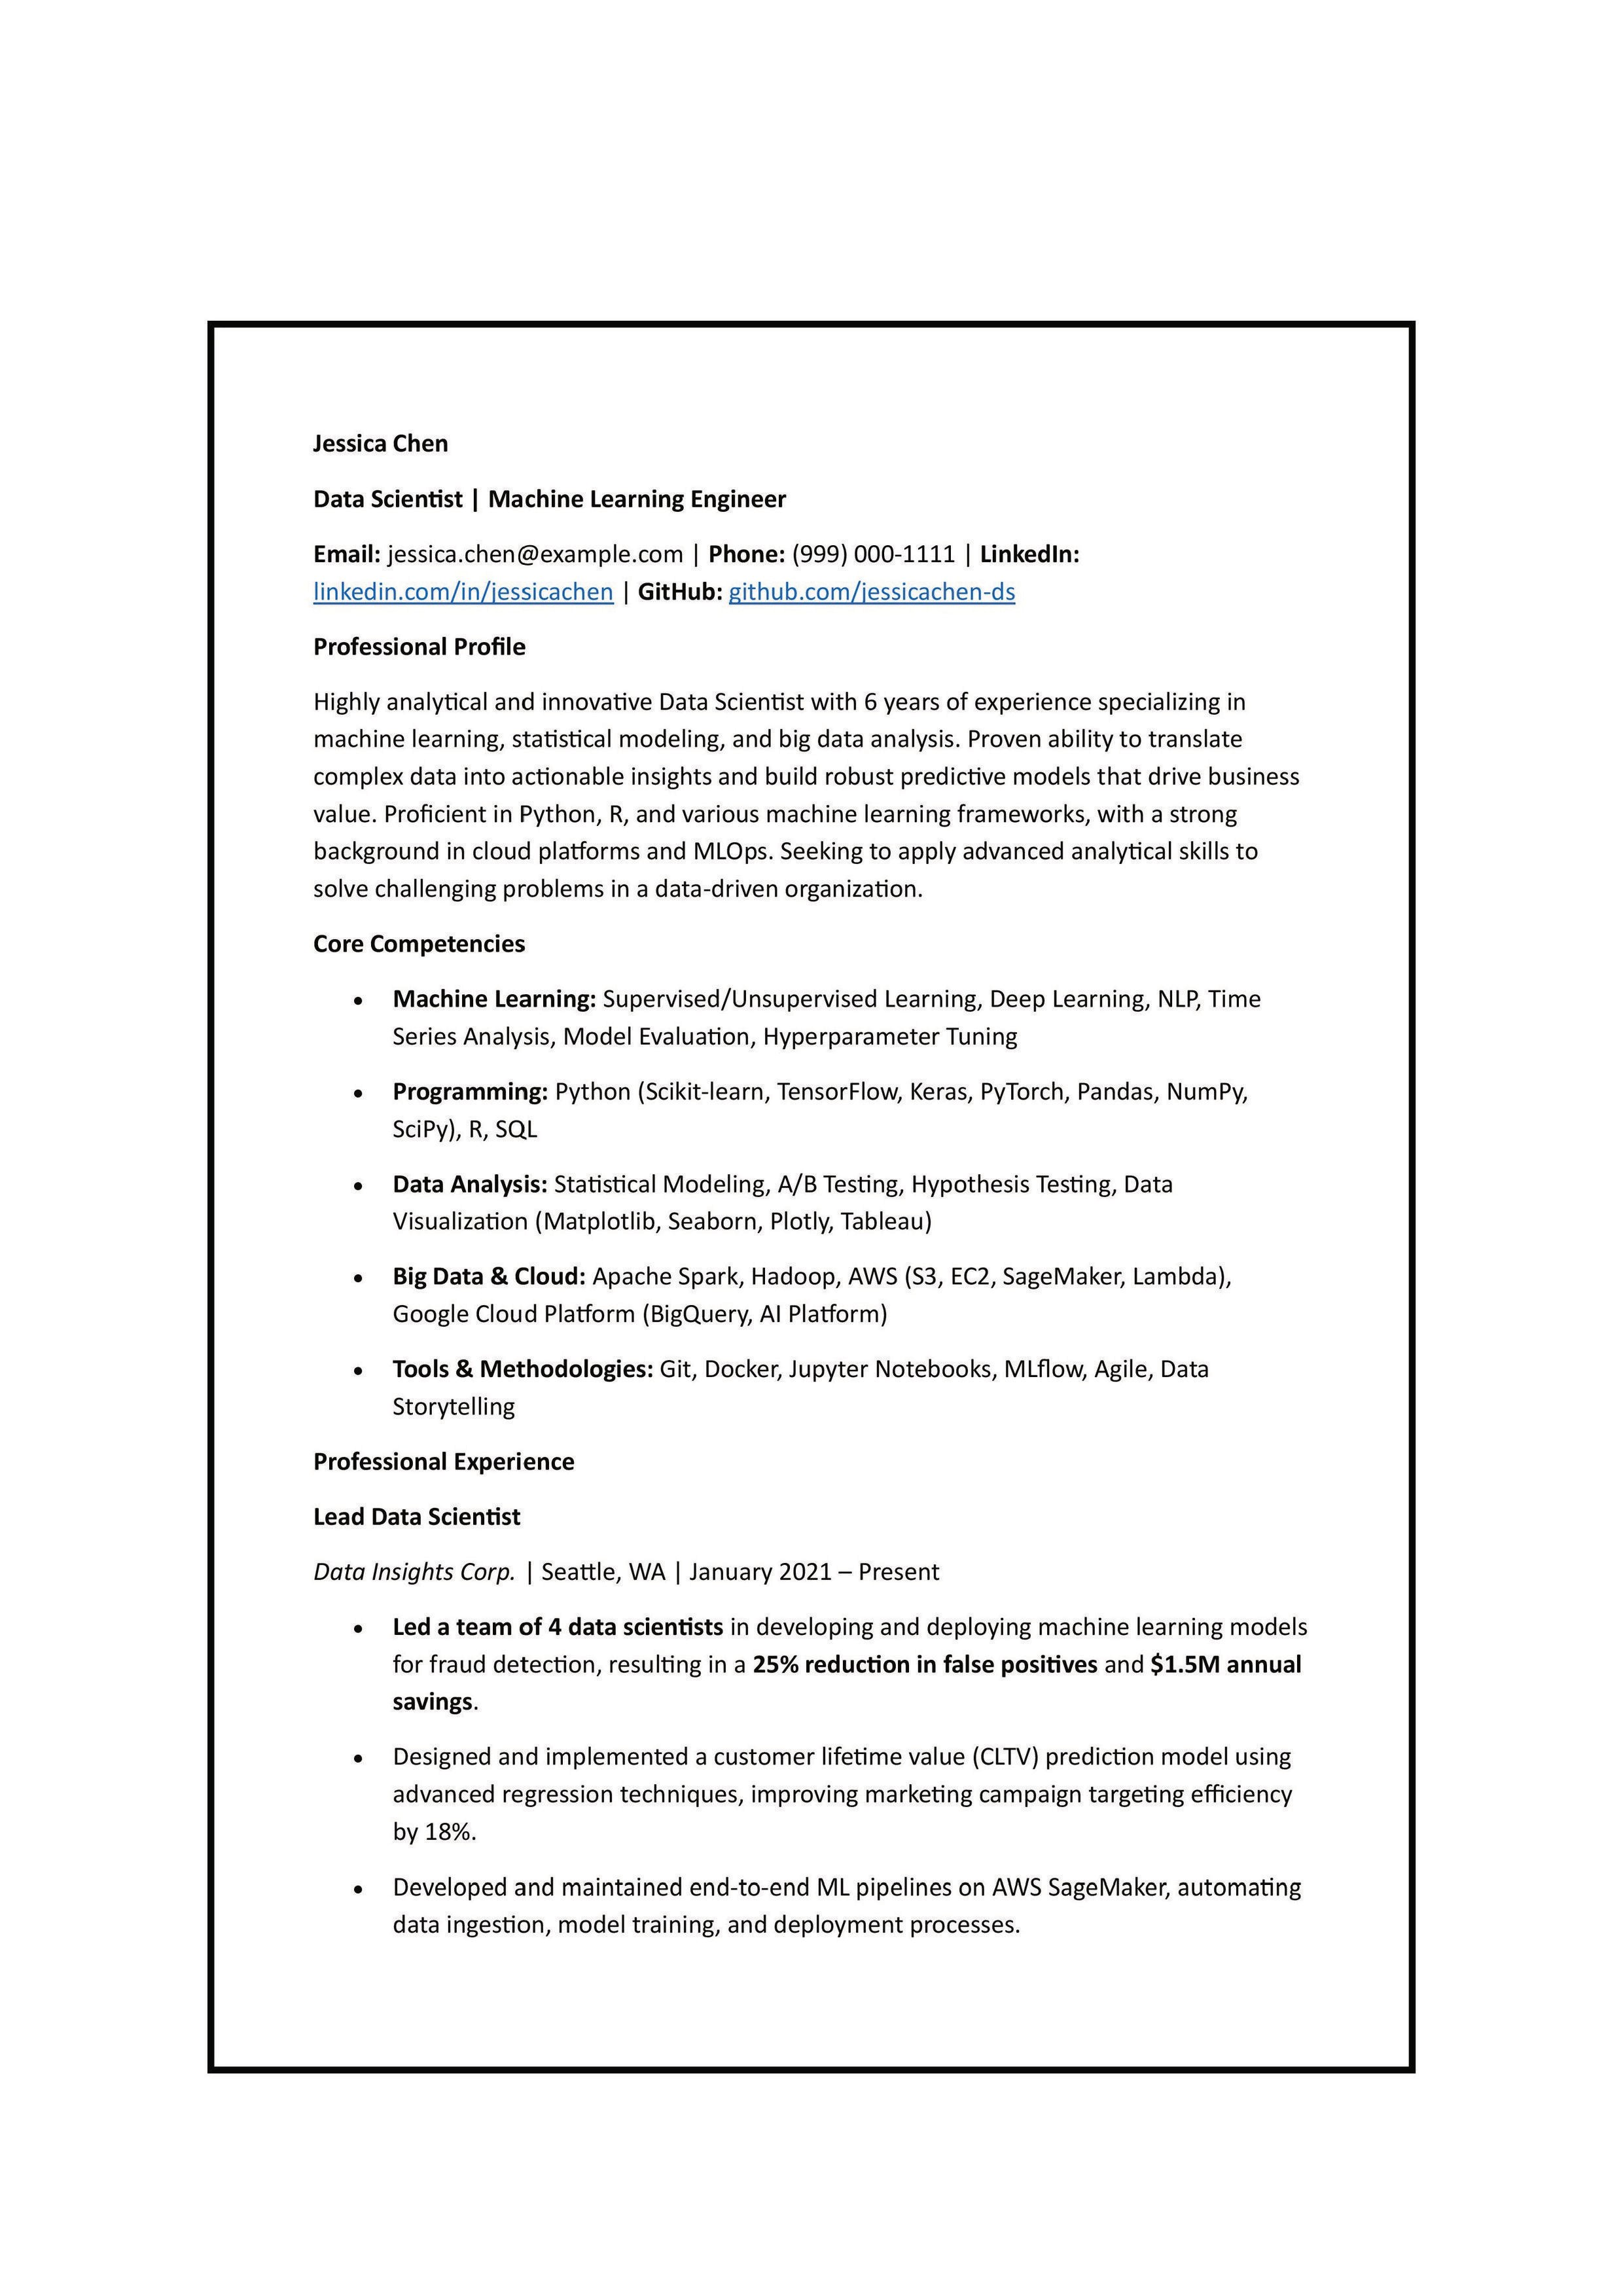 Jessica Chen
Data Scientist | Machine Learning Engineer
Email: jessica.chen@example.com | Phone: (999) 000-1111 | LinkedIn:
linkedin.com/in/jessicachen | GitHub: github.com/jessicachen-ds
Professional Profile
Highly analytical and innovative Data Scientist with 6 years of experience specializing in
machine learning, statistical modeling, and big data analysis. Proven ability to translate
complex data into actionable insights and build robust predictive models that drive business
value. Proficient in Python, R, and various machine learning frameworks, with a strong
background in cloud platforms and MLOps. Seeking to apply advanced analytical skills to
solve challenging problems in a data-driven organization.
Core Competencies
• Machine Learning: Supervised/Unsupervised Learning, Deep Learning, NLP, Time
Series Analysis, Model Evaluation, Hyperparameter Tuning
• Programming: Python (Scikit-learn, TensorFlow, Keras, PyTorch, Pandas, NumPy,
SciPy), R, SQL
• Data Analysis: Statistical Modeling, A/B Testing, Hypothesis Testing, Data
Visualization (Matplotlib, Seaborn, Plotly, Tableau)
• Big Data & Cloud: Apache Spark, Hadoop, AWS (S3, EC2, SageMaker, Lambda),
Google Cloud Platform (BigQuery, AI Platform)
• Tools & Methodologies: Git, Docker, Jupyter Notebooks, MLflow, Agile, Data
Storytelling
Professional Experience
Lead Data Scientist
Data Insights Corp. | Seattle, WA | January 2021 – Present
• Led a team of 4 data scientists in developing and deploying machine learning models
for fraud detection, resulting in a 25% reduction in false positives and $1.5M annual
savings.
• Designed and implemented a customer lifetime value (CLTV) prediction model using
advanced regression techniques, improving marketing campaign targeting efficiency
by 18%.
• Developed and maintained end-to-end ML pipelines on AWS SageMaker, automating
data ingestion, model training, and deployment processes.